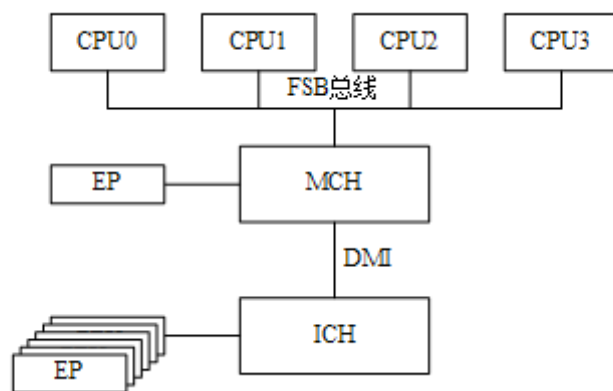 CPU0 CPU1 CPU2 CPU3
FSB总线
EP MCH
DMI
ICH
EP